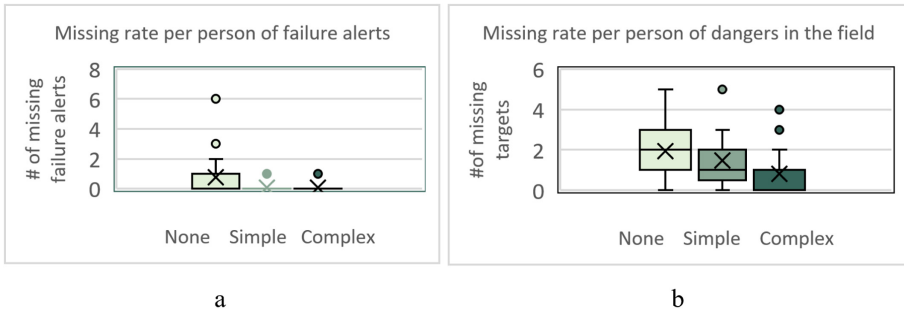 Missing rate per person of failure alerts
# of missing
failure alerts
8
6
4
2
0
None Simple Complex
a
Missing rate per person of dangers in the field
#of missing
targets
6
4
2
0
None Simple Complex
b